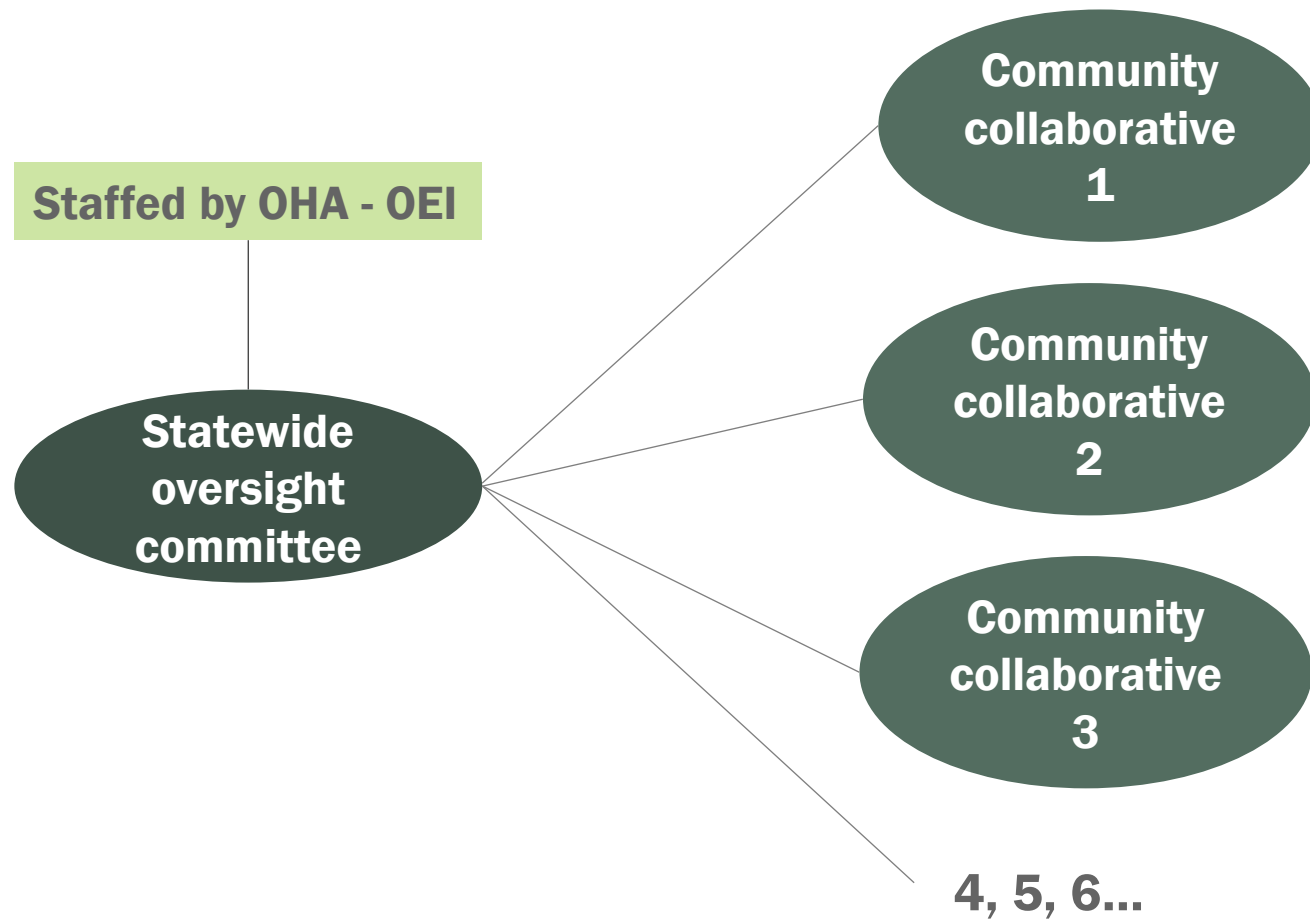 Staffed by OHA - OEI
Statewide
oversight
committee
Community
collaborative
1
Community
collaborative
2
Community
collaborative
3
4, 5, 6...